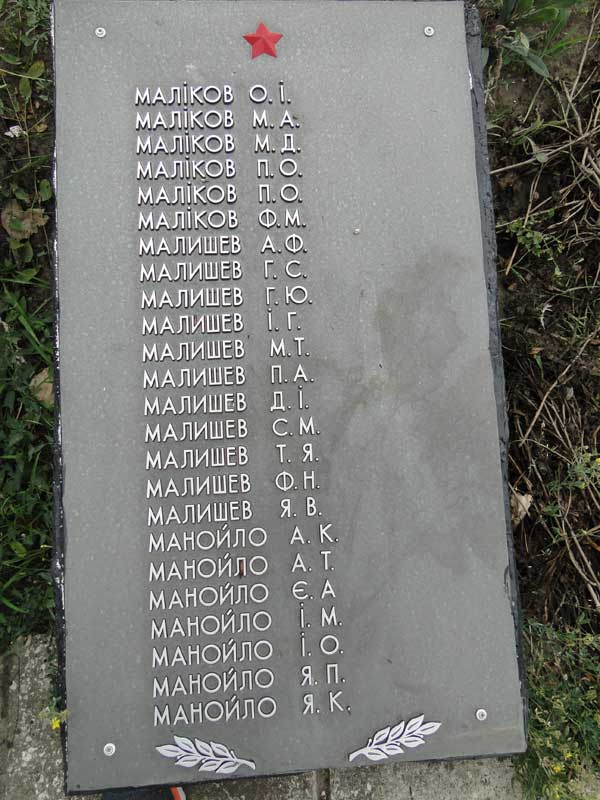 МАЛІКОВ О. І.
МАЛІКОВ М. А.
МАЛІКОВ М. Д.
МАЛІКОВ П. О.
МАЛІКОВ П. О.
МАЛІКОВ Ф. М.
МАЛИШЕВ А. Ф.
МАЛИШЕВ Г. С.
МАЛИШЕВ Г. Ю.
МАЛИШЕВ І. Г.
МАЛИШЕВ М. Т.
МАЛИШЕВ П. А.
МАЛИШЕВ Д. І.
МАЛИШЕВ С. М.
МАЛИШЕВ Т. Я.
МАЛИШЕВ Ф. Н.
МАЛИШЕВ Я. В.
МАНОЙЛО А. К.
МАНОЙЛО А. Т.
МАНОЙЛО Є. А
МАНОЙЛО І. М.
МАНОЙЛО І. О.
МАНОЙЛО Я. П.
МАНОЙЛО Я. К.